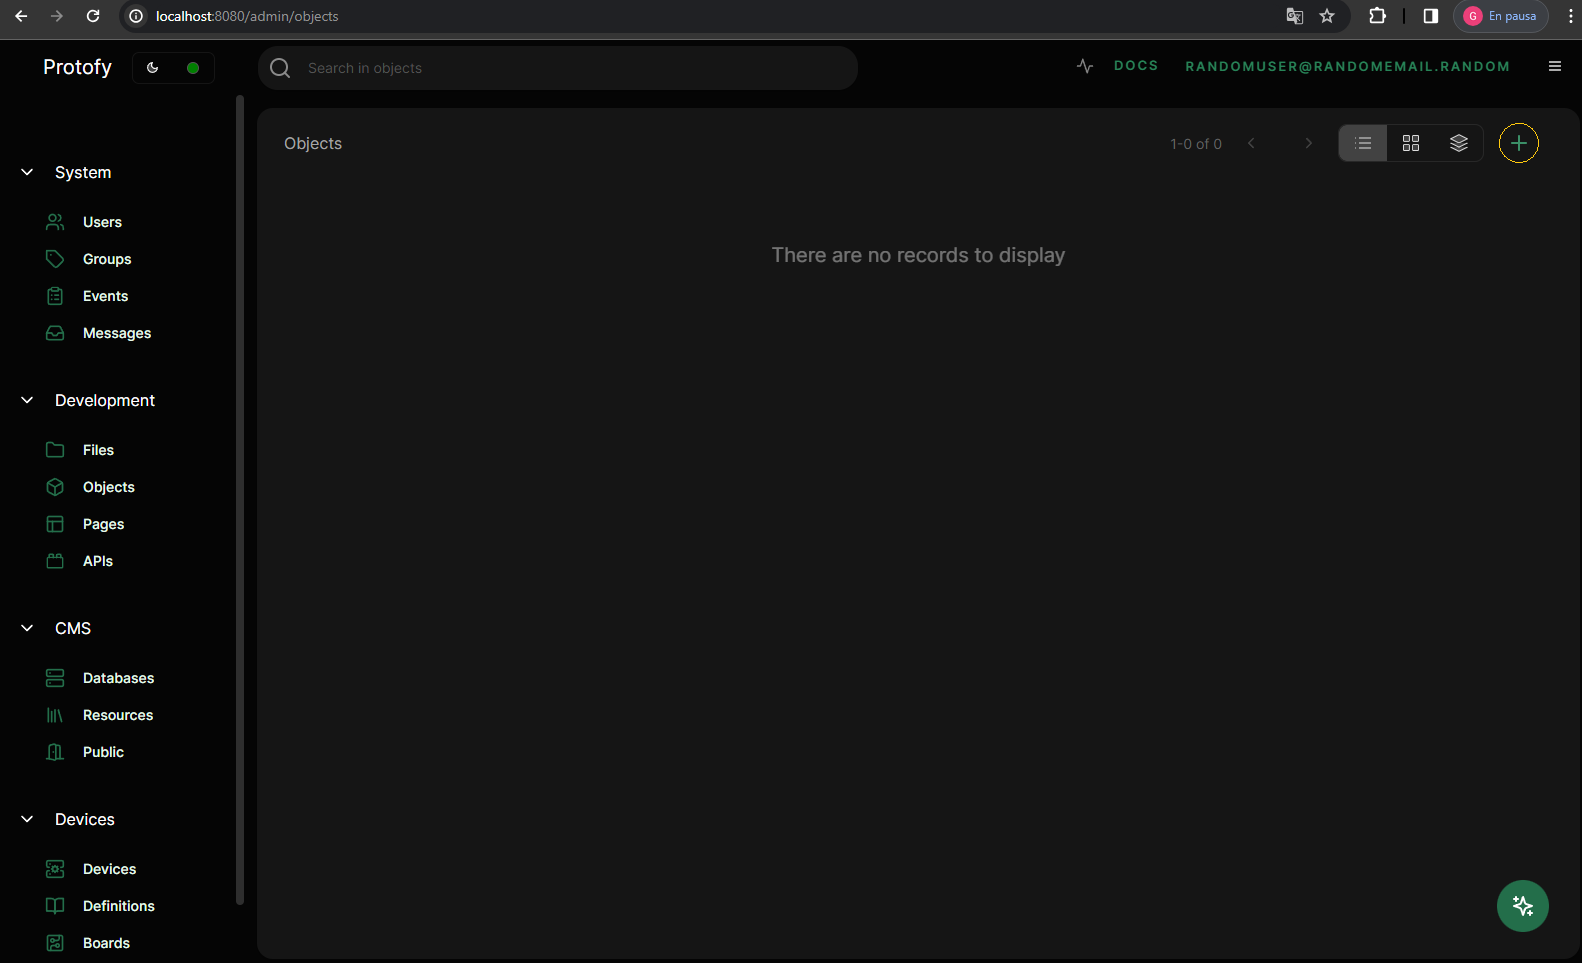 localhost:8080/admin/objects
G En pausa
Protofy
Search in objects
DOCS
RANDOMUSER@RANDOMEMAIL.RANDOM
Objects
1-0 of 0
There are no records to display
System
Users
Groups
Events
Messages
Development
Files
Objects
Pages
APIs
CMS
Databases
Resources
Public
Devices
Devices
Definitions
Boards